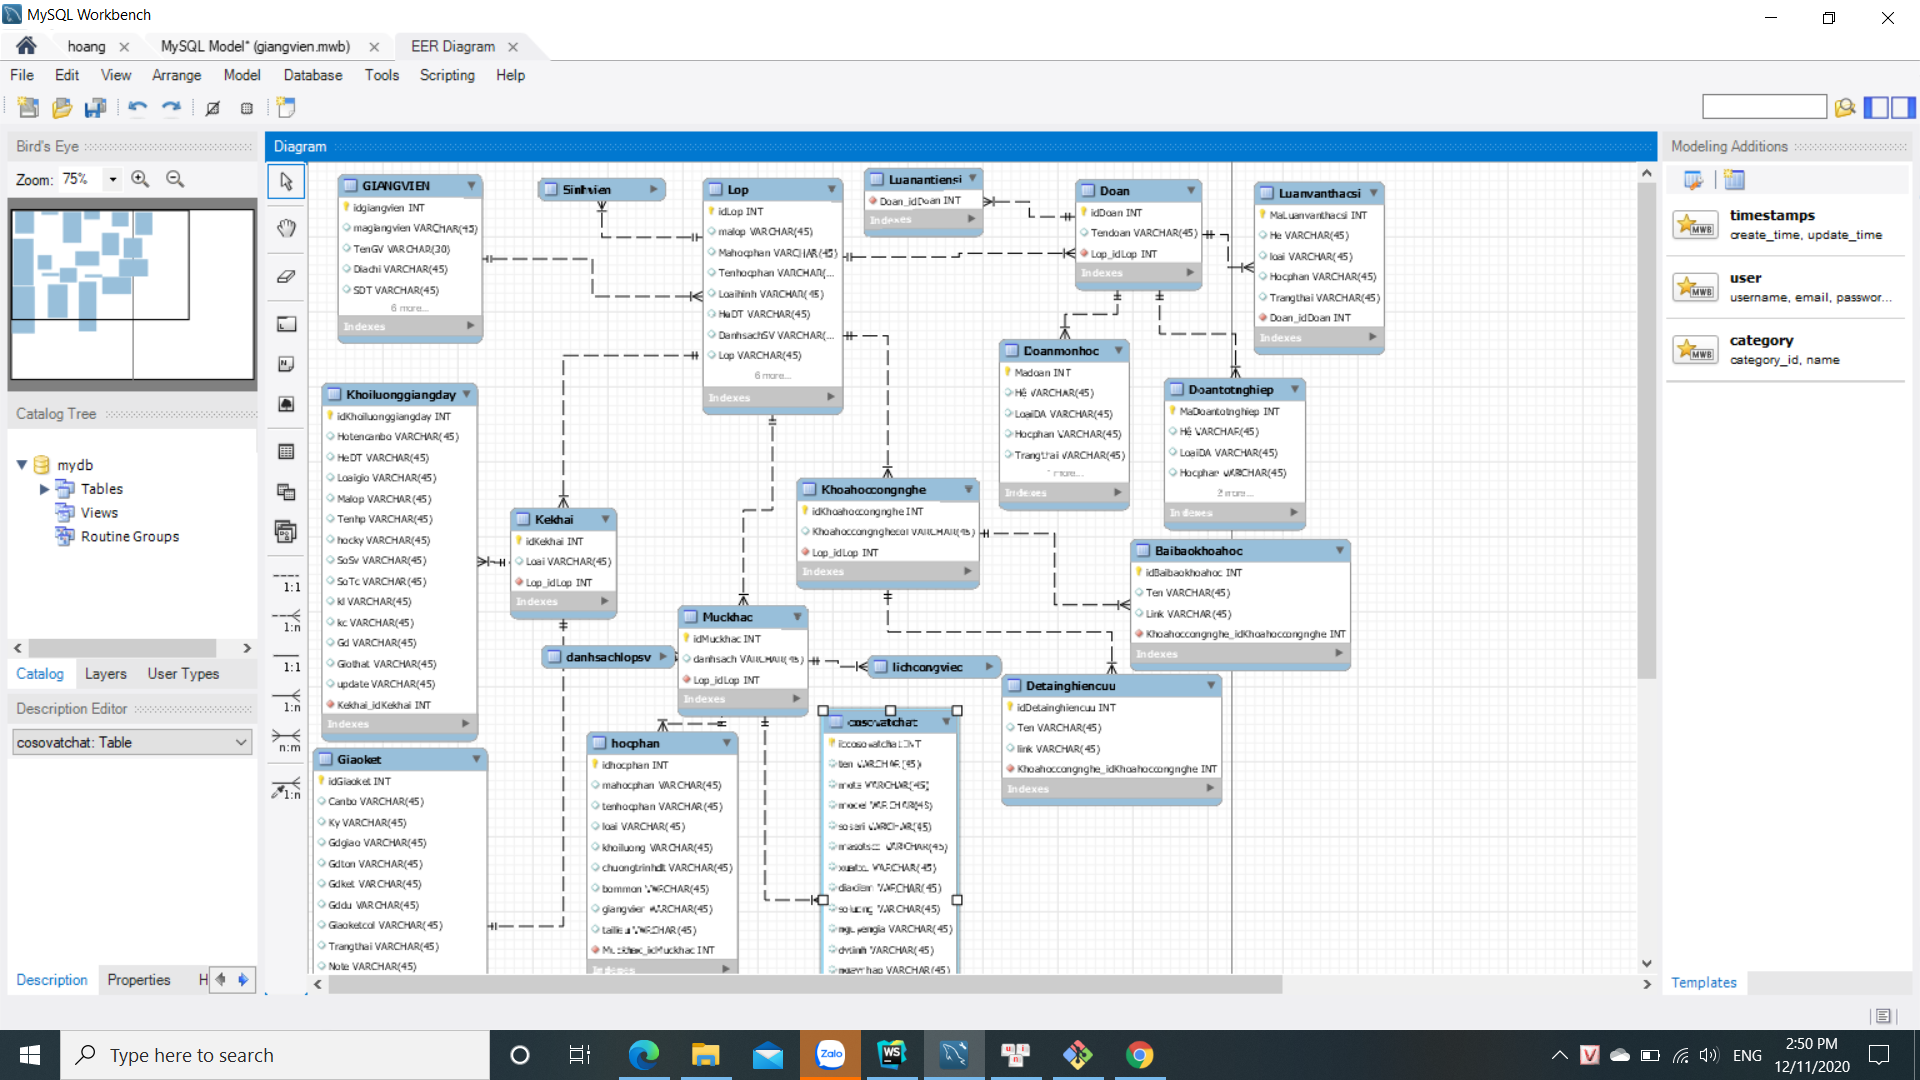 MySQL Workbench
hoang
MySQL Model* (giangvien.mwb)
EER Diagram
File Edit View Arrange Model Database Tools Scripting Help
Bird's Eye
Zoom: 75%
Catalog Tree
mydb
Tables
Views
Routine Groups
Catalog Layers User Types
Description Editor
cosovatchat: Table
Description Properties H
1:1
1:n
1:1
1:n
n:m
1:n
Diagram
GIANGVIEN
idgiangvien INT
magiangvien VARCHAR(45)
TenGV VARCHAR(30)
Diachi VARCHAR(45)
SDT VARCHAR(45)
6 more...
Indexes
Sinhvien
Lop
idLop INT
malop VARCHAR(45)
Mahocphan VARCHAR(45)
Tenhocphan VARCHAR(...
Loaihinh VARCHAR(45)
HeDT VARCHAR(45)
DanhsachSV VARCHAR(...
Lop VARCHAR(45)
6 more...
Indexes
Luanantiensi
Doan_idDoan INT
Indexes
Doan
idDoan INT
Tendoan VARCHAR(45)
Lop_idLop INT
Indexes
Luanvanthacsi
MaLuanvanthacsi INT
He VARCHAR(45)
loai VARCHAR(45)
Hocphan VARCHAR(45)
Trangthai VARCHAR(45)
Doan_idDoan INT
Indexes
Khoiluonggiangday
idKhoiluonggiangday INT
Hotencanbo VARCHAR(45)
HeDT VARCHAR(45)
Loaigio VARCHAR(45)
Malop VARCHAR(45)
Tenhp VARCHAR(45)
hocky VARCHAR(45)
SoSv VARCHAR(45)
SoTc VARCHAR(45)
kl VARCHAR(45)
kc VARCHAR(45)
Gd VARCHAR(45)
Giothat VARCHAR(45)
update VARCHAR(45)
Kekhai_idKekhai INT
Indexes
Doanmonhoc
Madoan INT
Hê VARCHAR(45)
LoaiDA VARCHAR(45)
Hocphan VARCHAR(45)
Trangthai VARCHAR(45)
1 more...
Indexes
Doantotnghiep
MaDoantotnghiep INT
Hê VARCHAR(45)
LoaiDA VARCHAR(45)
Hocphan VARCHAR(45)
2 more...
Indexes
Kekhai
idKekhai INT
Loai VARCHAR(45)
Lop_idLop INT
Indexes
Khoahoccongnghe
idKhoahoccongnghe INT
Khoahoccongnghecol VARCHAR(45)
Lop_idLop INT
Indexes
Baibaokhoahoc
idBaibaokhoahoc INT
Ten VARCHAR(45)
Link VARCHAR(45)
Khoahoccongnghe_idKhoahoccongnghe INT
Indexes
Muckhac
idMuckhac INT
danhsach VARCHAR(45)
Lop_idLop INT
Indexes
danhsachlopsv
lichcongviec
Detainghiencuu
idDetainghiencuu INT
Ten VARCHAR(45)
link VARCHAR(45)
Khoahoccongnghe_idKhoahoccongnghe INT
Indexes
Giaoket
idGiaoket INT
Canbo VARCHAR(45)
Ky VARCHAR(45)
Gdgiao VARCHAR(45)
Gdton VARCHAR(45)
Gdket VARCHAR(45)
Gddu VARCHAR(45)
Giaoketcol VARCHAR(45)
Trangthai VARCHAR(45)
Note VARCHAR(45)
hocphan
idhocphan INT
mahocphan VARCHAR(45)
tenhocphan VARCHAR(45)
loai VARCHAR(45)
khoiluong VARCHAR(45)
chuongtrinhdt VARCHAR(45)
bommon VARCHAR(45)
giangvier VARCHAR(45)
tailieu VARCHAR(45)
Muckhac_idMuckhac INT
Indexes
cosovatchat
idcosovatchat INT
ten VARCHAR(45)
mota VARCHAR(45)
model VARCHAR(45)
soseri VARCHAR(45)
VARCHAR(45)
VARCHAR(45)
diadiem VARCHAR(45)
soluong VARCHAR(45)
nguyengia VARCHAR(45)
dvtinh VARCHAR(45)
ngaynhap VARCHAR(45)
Modeling Additions
timestamps
create_time, update_time
user
username, email, passwor...
category
category_id, name
MWB
MWB
MWB
Templates
Type here to search
Zalo
WS
V
ENG
2:50 PM
12/11/2020